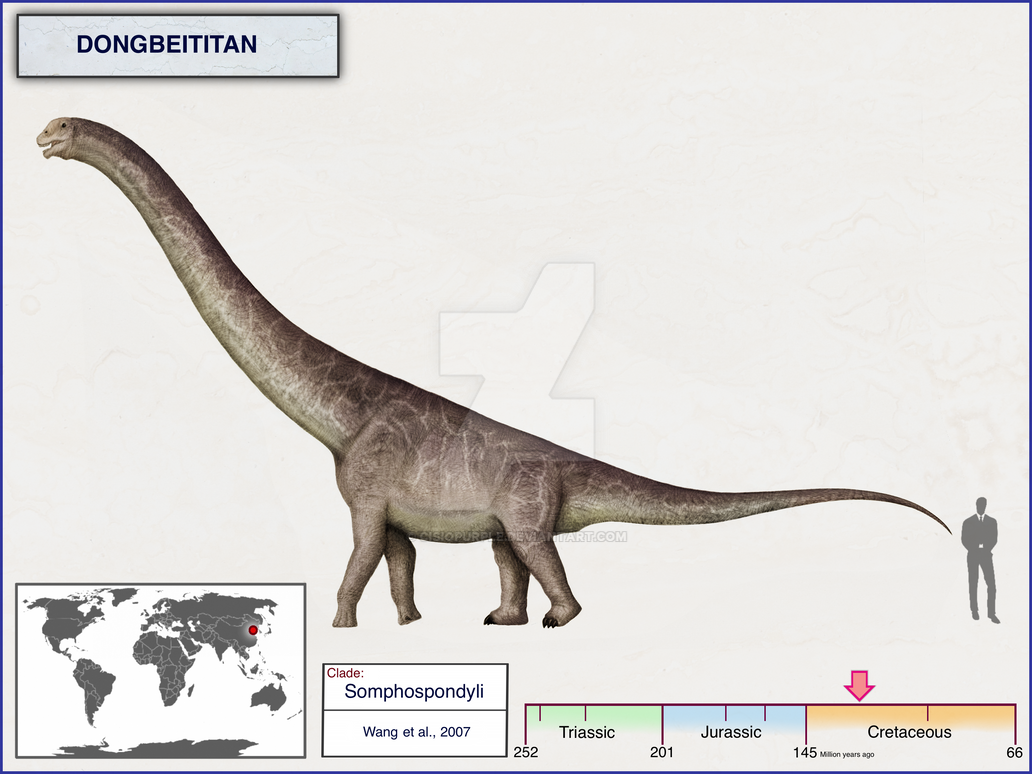 DONGBEITITAN
Clade:
Somphospondyli
Wang et al., 2007
Triassic
Jurassic
Cretaceous
252
201
145 Million years ago
66